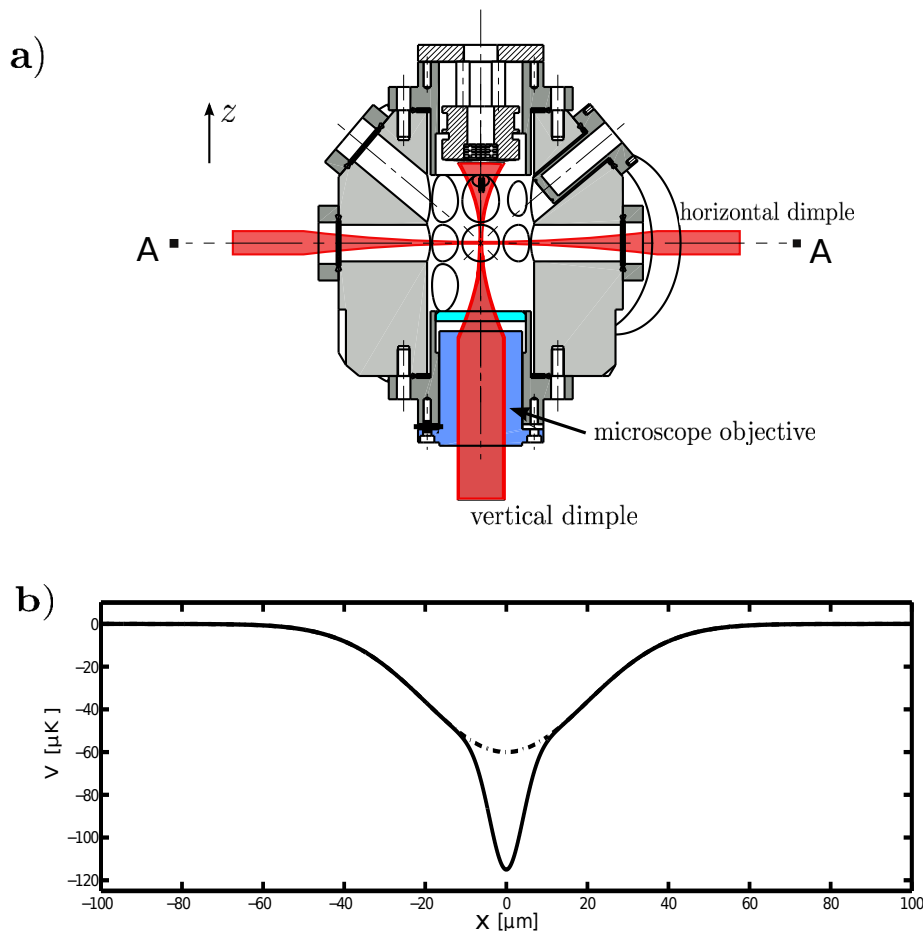 a)
z
horizontal dimple
A
A
microscope objective
vertical dimple
b)
0
−20
−40
−60
−80
−100
−120
V [μK]
−100 −80 −60 −40 −20 0 20 40 60 80 100
X [μm]